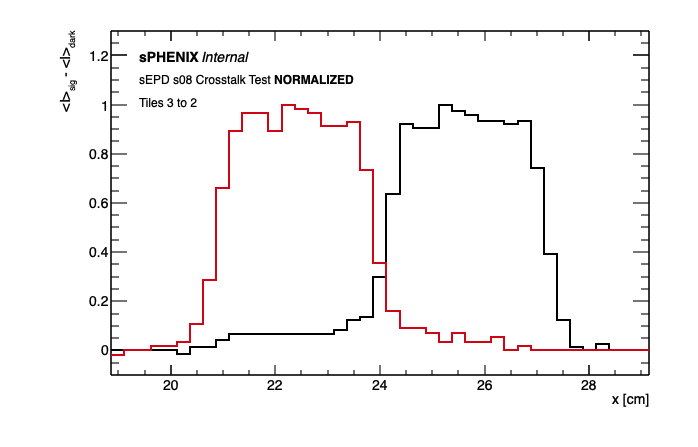 <I>sig - <I>dark
sPHENIX Internal
sEPD s08 Crosstalk Test NORMALIZED
Tiles 3 to 2
1.2
1
0.8
0.6
0.4
0.2
0
20 22 24 26 28
x [cm]